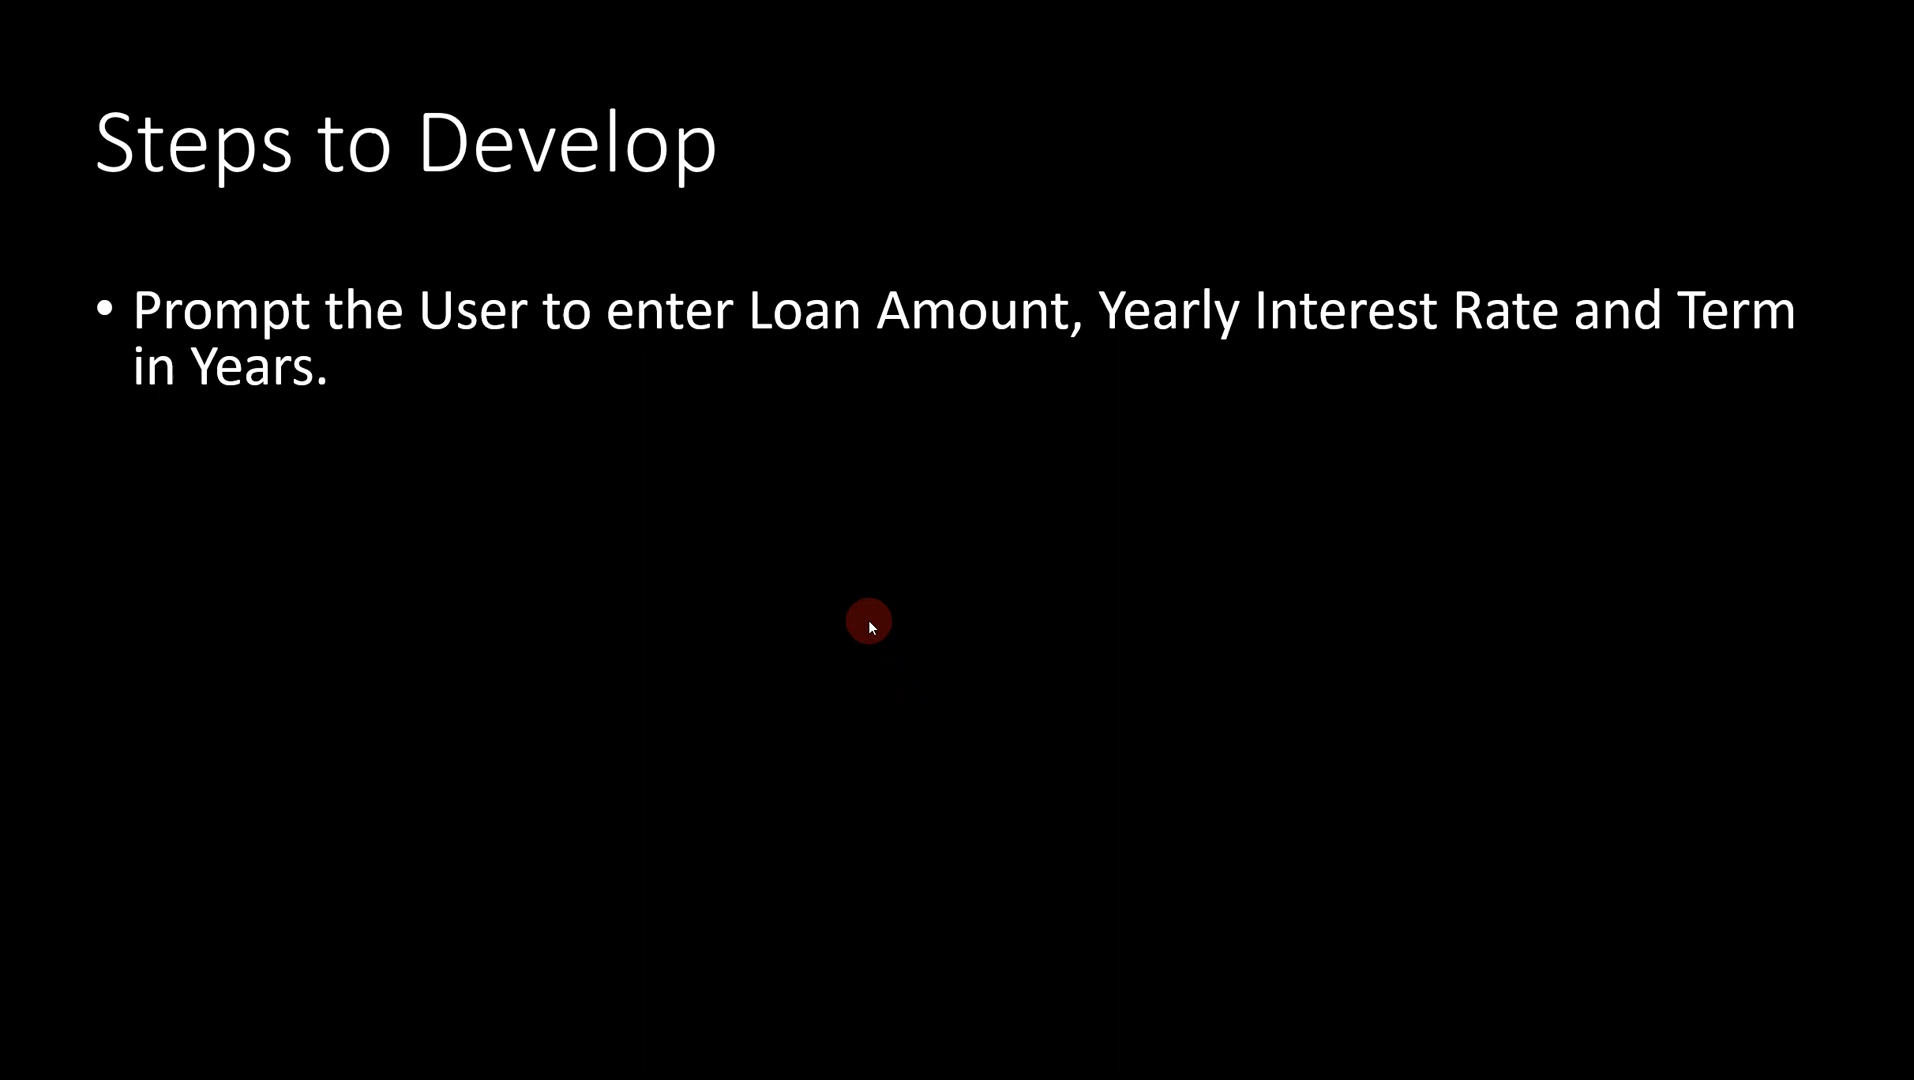 Steps to Develop
• Prompt the User to enter Loan Amount, Yearly Interest Rate and Term
in Years.